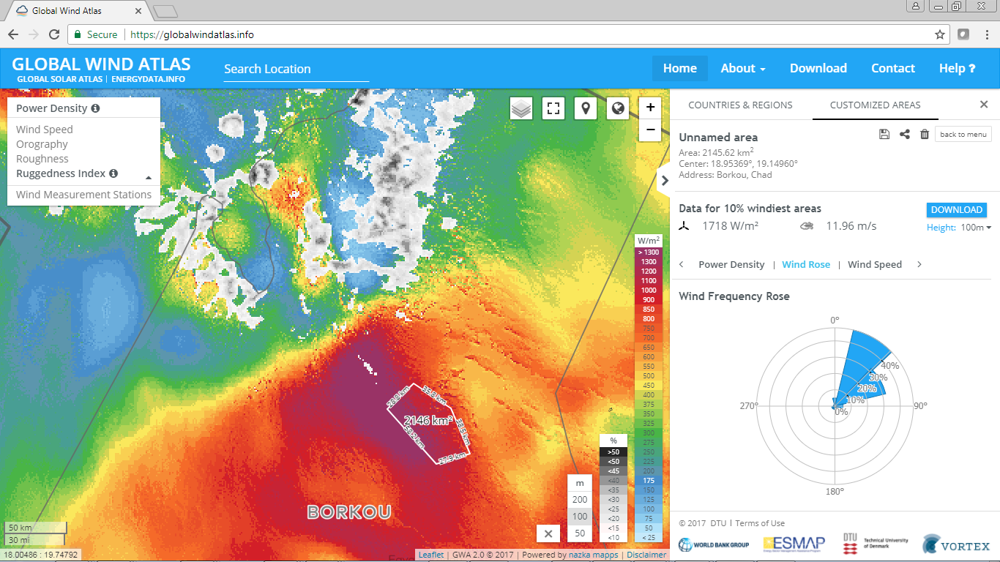 Global Wind Atlas
Secure https://globalwindatlas.info
GLOBAL WIND ATLAS
GLOBAL SOLAR ATLAS | ENERGYDATA.INFO
Search Location
Home About Download Contact Help ?
Power Density
Wind Speed
Orography
Roughness
Ruggedness Index
Wind Measurement Stations
+
−
W/m²
> 1300
1300
1200
1100
1000
900
850
800
750
700
650
600
550
500
450
400
375
350
325
300
275
250
225
200
175
150
125
100
75
50
< 25
%
>50
<50
<45
<40
<35
<30
<25
<20
<15
<10
m
200
100
50
28.8 km
35.8 km
38.5 km
27.9 km
2146 km²
BORKOU
50 km
30 mi
18.00486 : 19.74792
Leaflet | GWA 2.0 © 2017 | Powered by nazka mapps | Disclaimer
COUNTRIES & REGIONS CUSTOMIZED AREAS
Unnamed area
back to menu
Area: 2145.62 km²
Center: 18.95369°, 19.14960°
Address: Borkou, Chad
Data for 10% windiest areas
DOWNLOAD
1718 W/m² 11.96 m/s
Height: 100m
Power Density | Wind Rose | Wind Speed
Wind Frequency Rose
0°
40%
30%
20%
10%
0%
270°
90°
180°
© 2017 DTU | Terms of Use
WORLD BANK GROUP
ESMAP
Energy Sector Management Assistance Program
DTU
Technical University
of Denmark
VORTEX